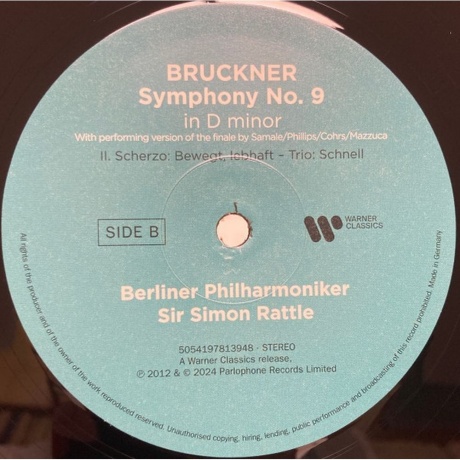 BRUCKNER
Symphony No. 9
in D minor
With performing version of the finale by Samale/Phillips/Cohrs/Mazzuca
II. Scherzo: Bewegt, lebhaft – Trio: Schnell
SIDE B
WARNER
CLASSICS
Berliner Philharmoniker
Sir Simon Rattle
5054197813948 · STEREO
A Warner Classics release,
℗ 2012 & © 2024 Parlophone Records Limited
All rights of the producer and of the owner of the work reproduced reserved. Unauthorised copying, hiring, lending, public performance and broadcasting of this record prohibited. Made in Germany